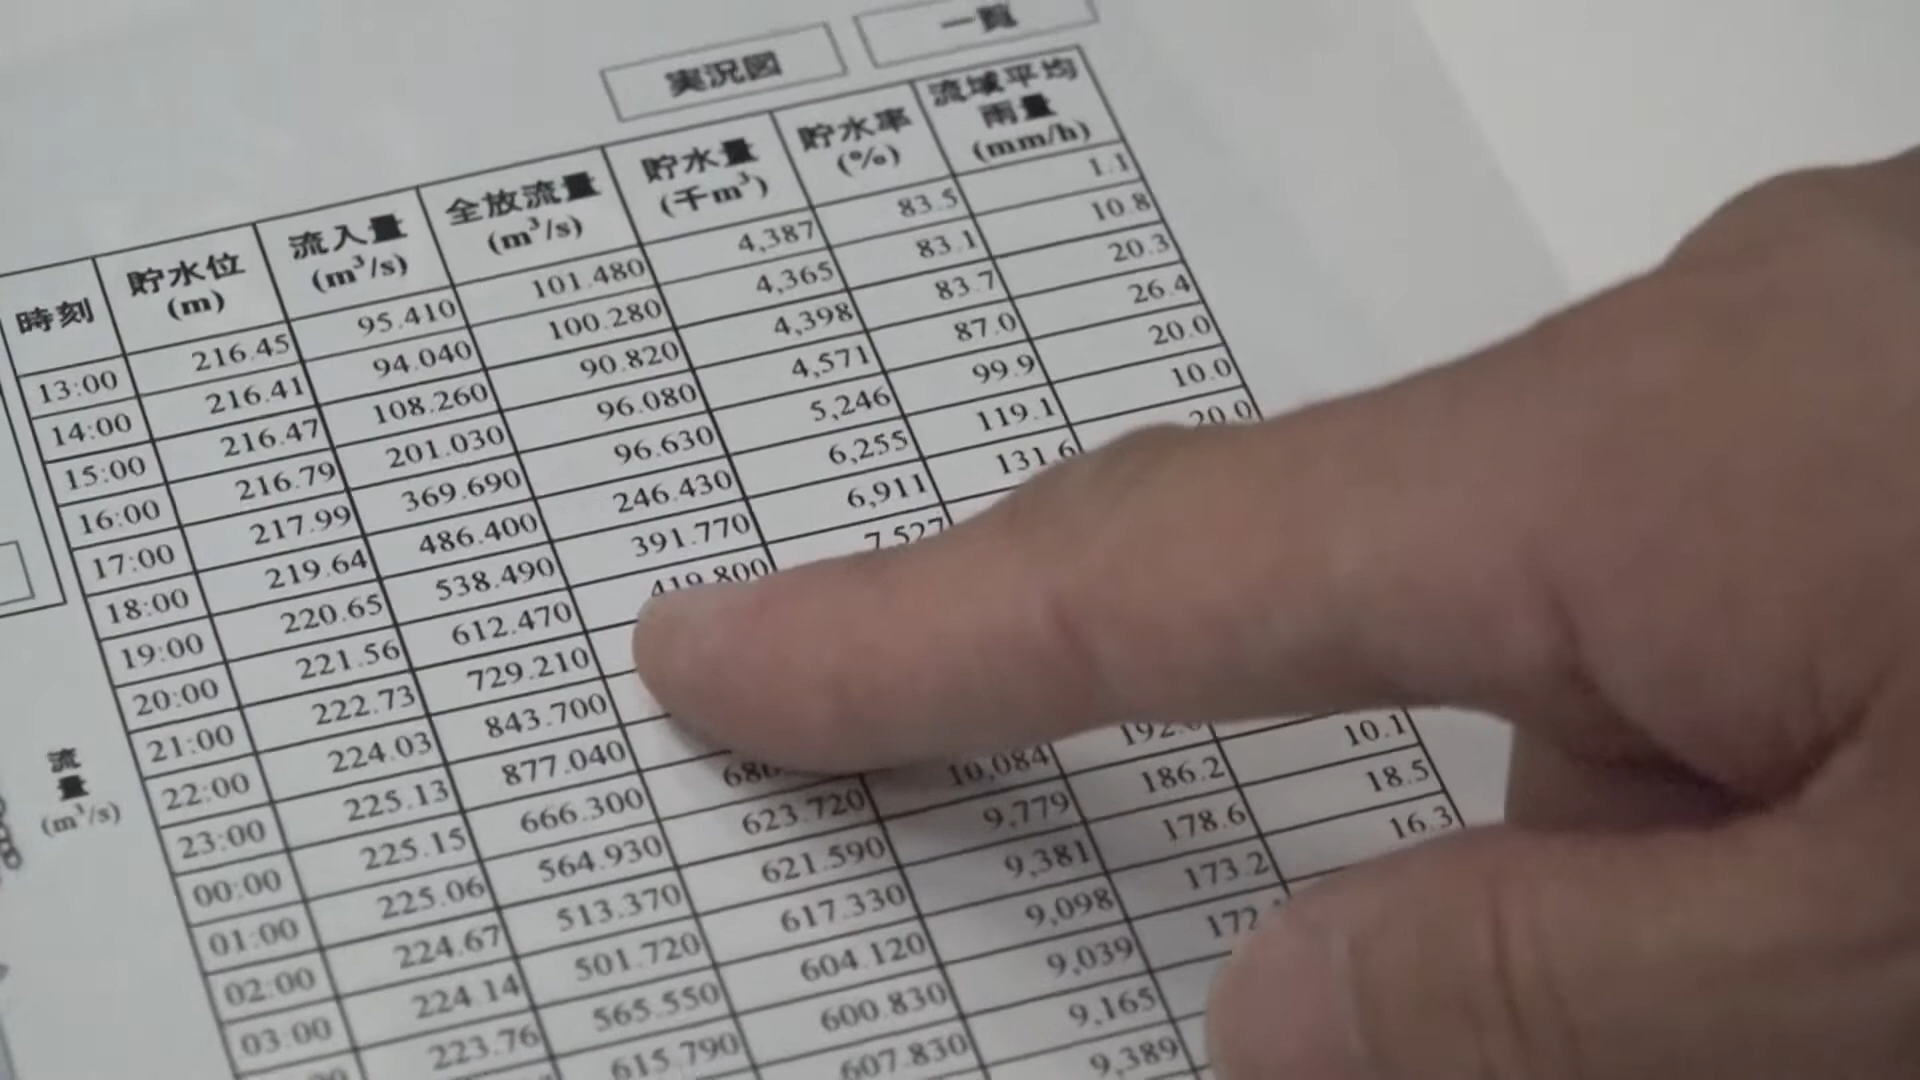 実況図 一覧
時刻 貯水位 (m) 流入量 (m³/s) 全放流量 (m³/s) 貯水量 (千m³) 貯水率 (%) 流域平均雨量 (mm/h)
13:00 216.45 95.410 101.480 4,387 83.5 1.1
14:00 216.41 94.040 100.280 4,365 83.1 10.8
15:00 216.47 108.260 90.820 4,398 83.7 20.3
16:00 216.79 201.030 96.080 4,571 87.0 26.4
17:00 217.99 369.690 96.630 5,246 99.9 20.0
18:00 219.64 486.400 246.430 6,255 119.1 10.0
19:00 220.65 538.490 391.770 6,911 131.6 20.0
20:00 221.56 612.470 419.800 7,527
21:00 222.73 729.210
22:00 224.03 843.700
23:00 225.13 877.040
00:00 225.15 666.300
01:00 225.06 564.930 623.720 10,084
02:00 224.67 513.370 621.590 9,779 186.2 10.1
03:00 224.14 501.720 617.330 9,381 178.6 18.5
223.76 565.550 604.120 9,098 173.2 16.3
615.790 600.830 9,039
607.830 9,165
9,389
流量 (m³/s)